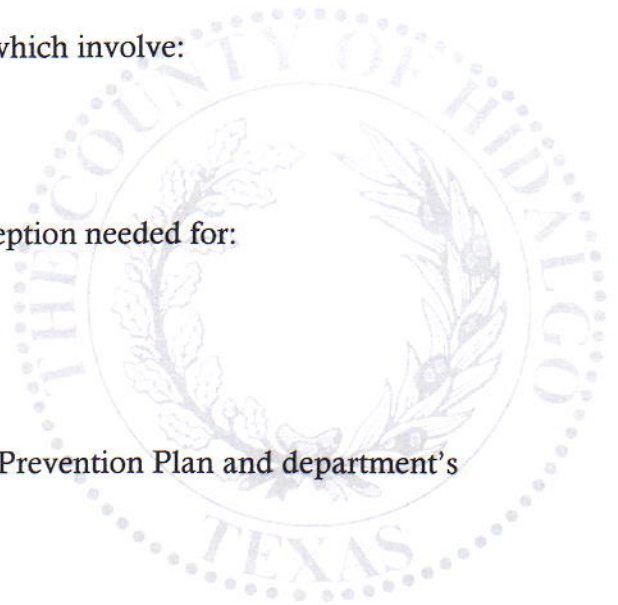 which involve:
eption needed for:
Prevention Plan and department's
THE COUNTY OF HIDALGO
TEXAS